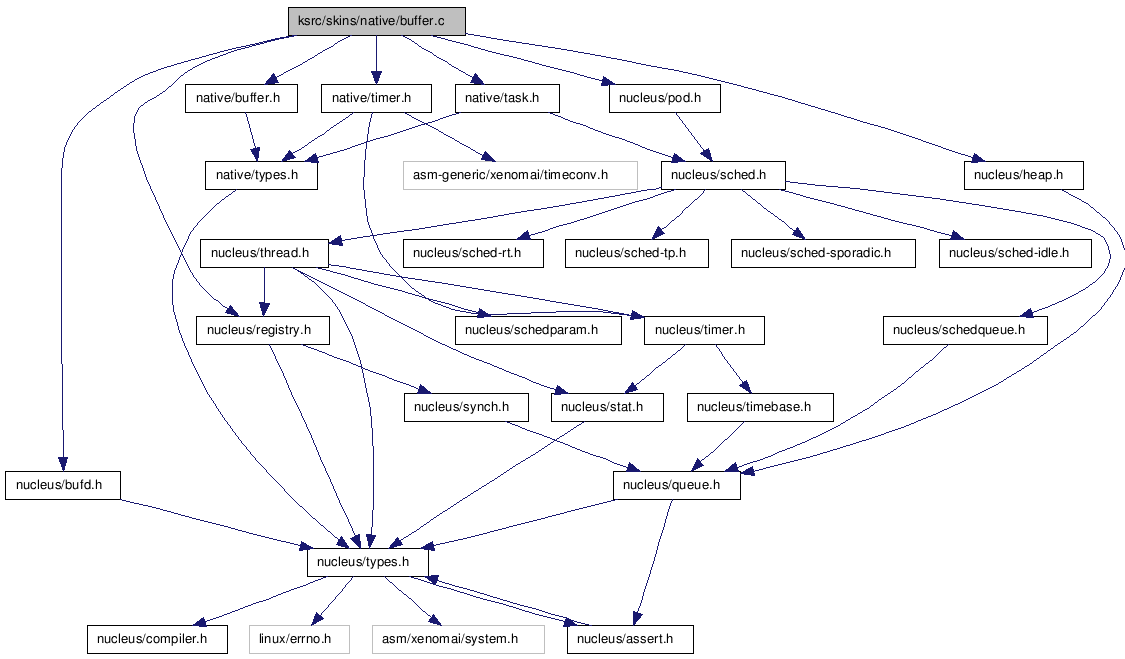 ksrc/skins/native/buffer.c
native/buffer.h
native/timer.h
native/task.h
nucleus/pod.h
native/types.h
asm-generic/xenomai/timeconv.h
nucleus/sched.h
nucleus/heap.h
nucleus/thread.h
nucleus/sched-rt.h
nucleus/sched-tp.h
nucleus/sched-sporadic.h
nucleus/sched-idle.h
nucleus/registry.h
nucleus/schedparam.h
nucleus/timer.h
nucleus/schedqueue.h
nucleus/synch.h
nucleus/stat.h
nucleus/timebase.h
nucleus/bufd.h
nucleus/queue.h
nucleus/types.h
nucleus/compiler.h
linux/errno.h
asm/xenomai/system.h
nucleus/assert.h